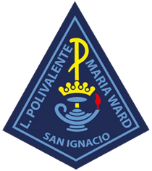 L. POLIVALENTE
MARIA WARD
SAN IGNACIO